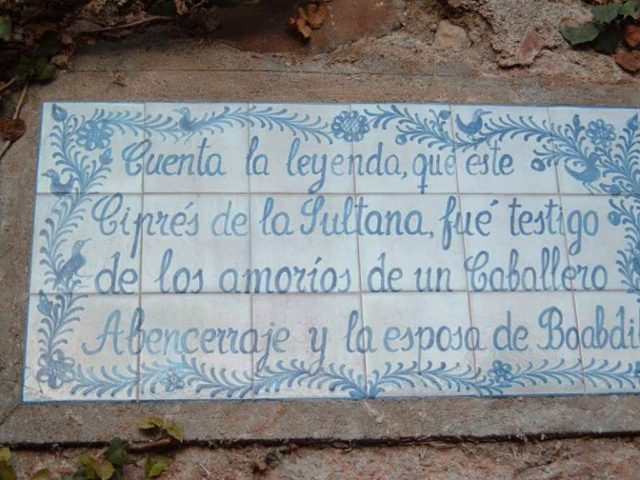 Cuenta la leyenda, que este
Ciprés de la Sultana, fué testigo
de los amoríos de un Caballero
Abencerraje y la esposa de Boabdil